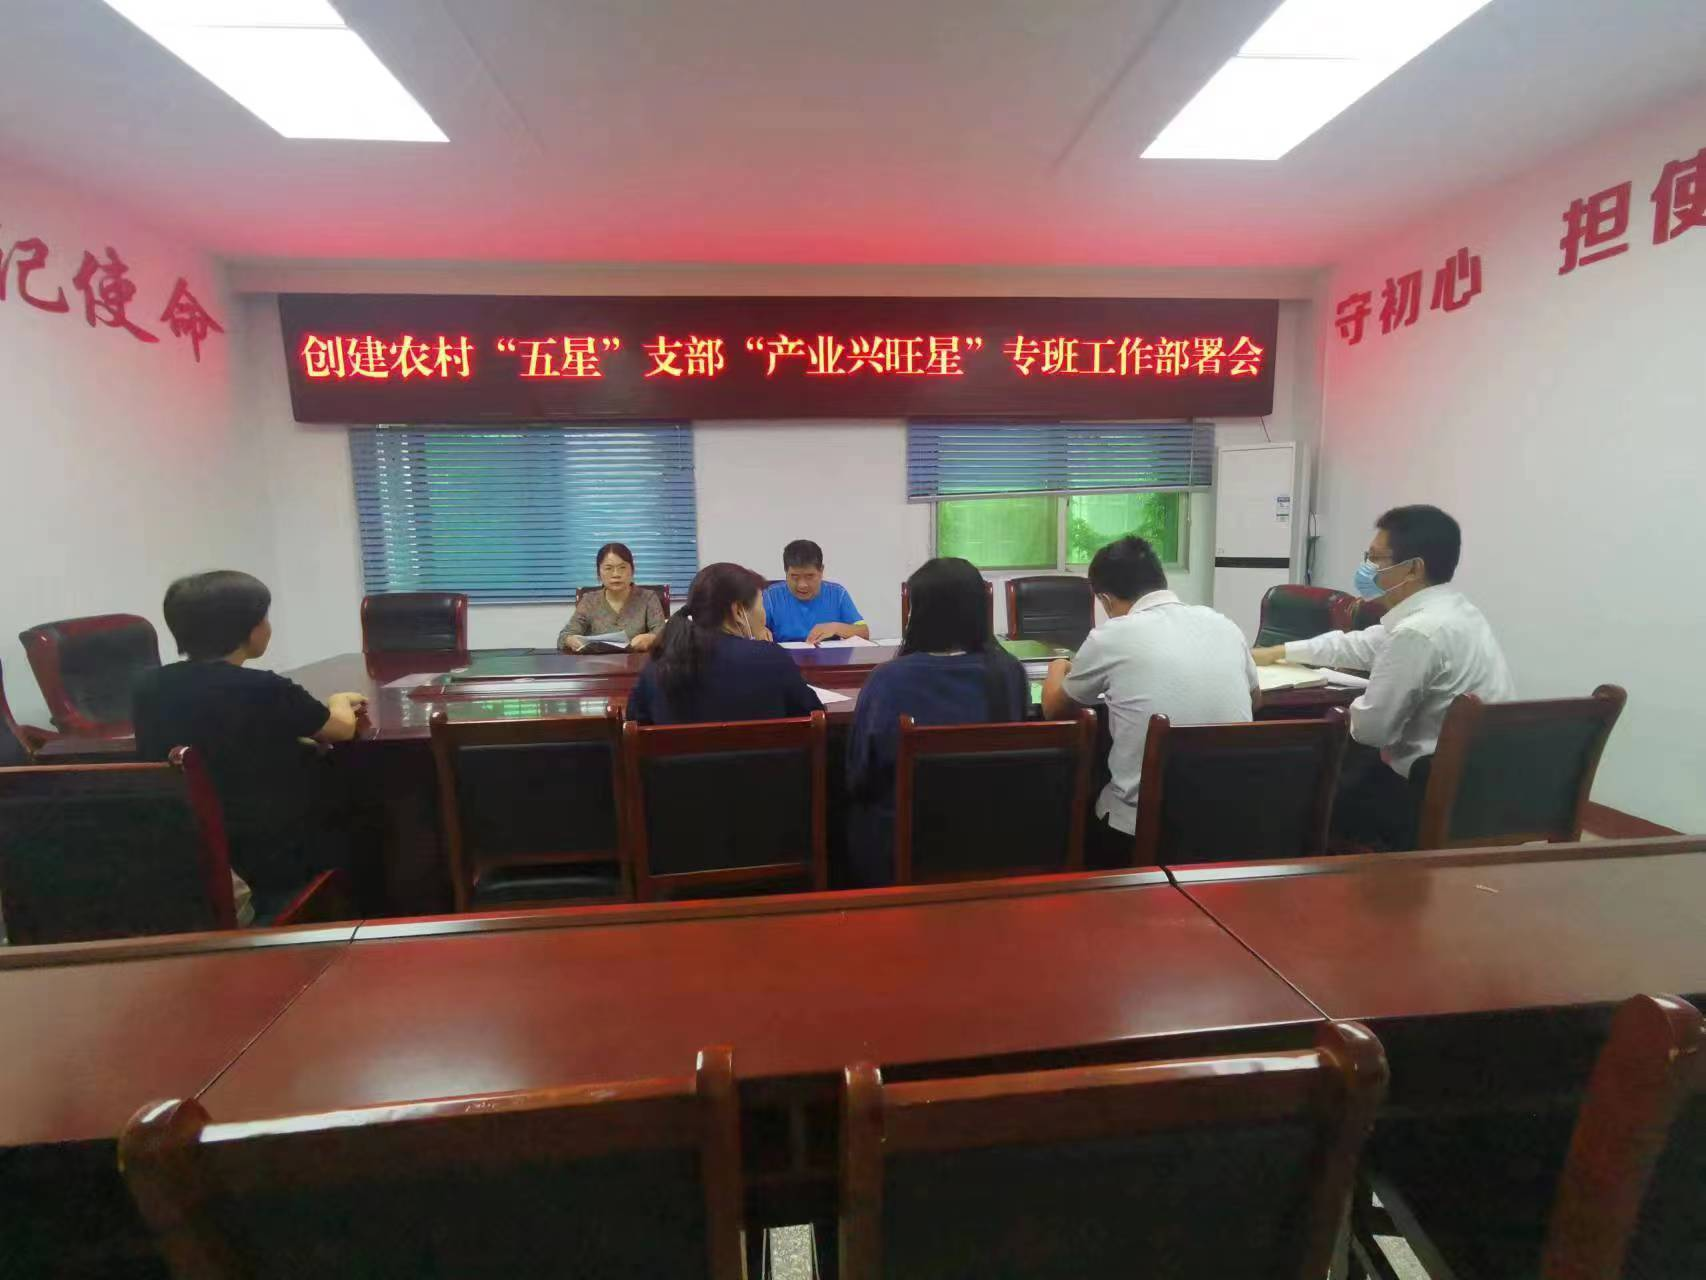 记使命
创建农村“五星”支部“产业兴旺星”专班工作部署会
守初心 担使